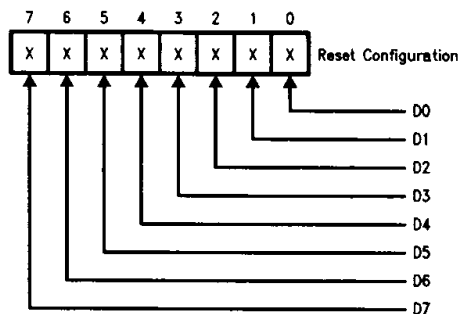 7 6 5 4 3 2 1 0
X X X X X X X X Reset Configuration
D0
D1
D2
D3
D4
D5
D6
D7